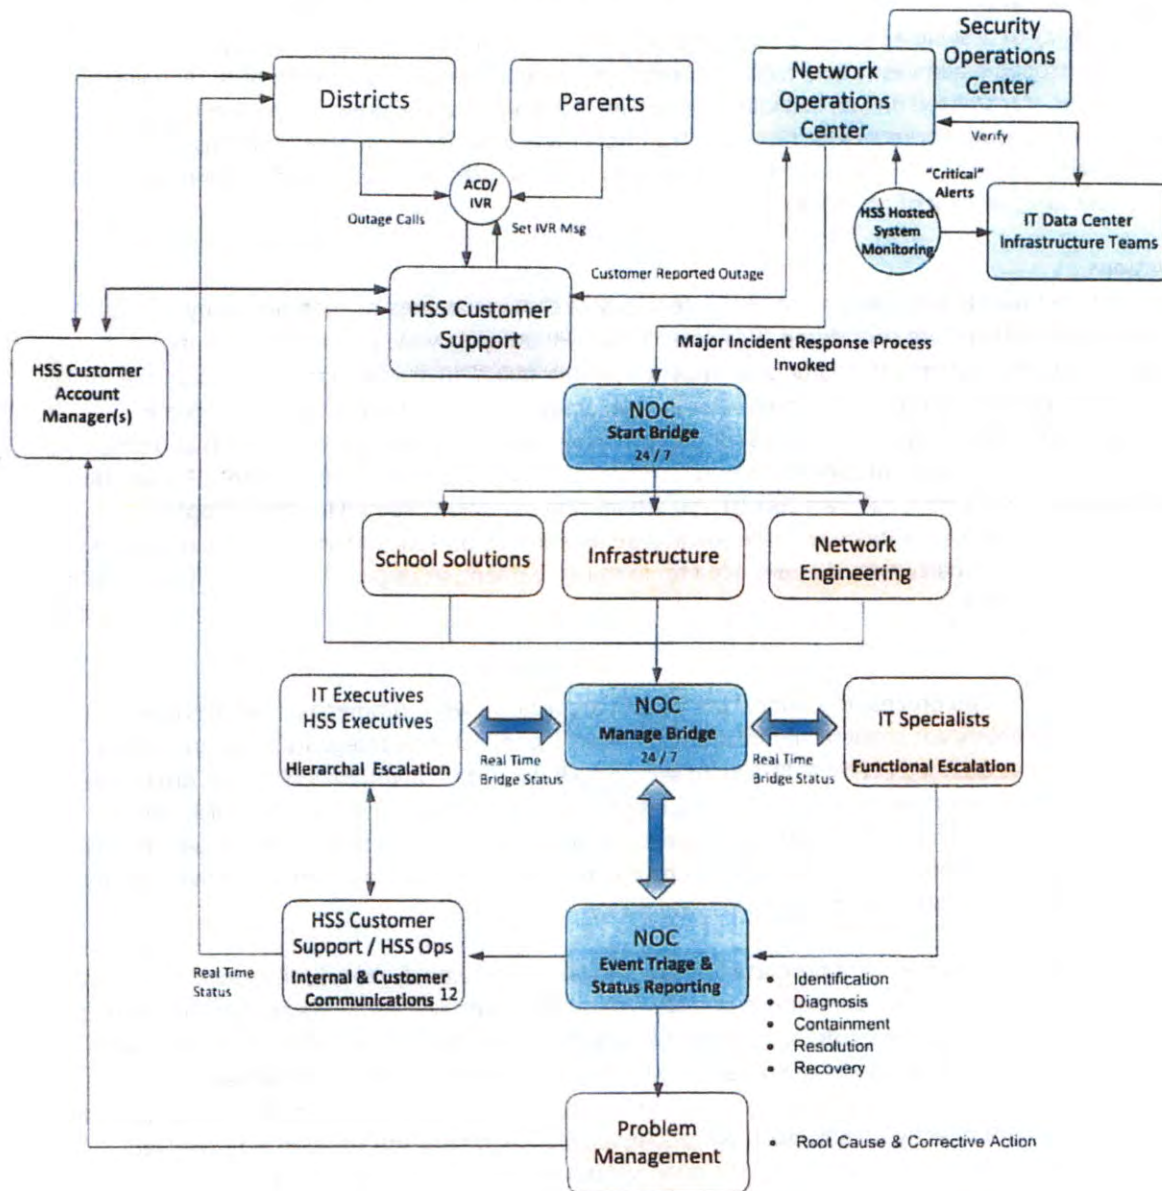 Security
Operations
Center
Network
Operations
Center
Districts
Parents
Verify
ACD/
IVR
"Critical"
Alerts
Outage Calls
Set IVR Msg
HSS Hosted
System
Monitoring
IT Data Center
Infrastructure Teams
Customer Reported Outage
HSS Customer
Support
Major Incident Response Process
Invoked
HSS Customer
Account
Manager(s)
NOC
Start Bridge
24 / 7
School Solutions
Infrastructure
Network
Engineering
IT Executives
HSS Executives
Hierarchal Escalation
Real Time
Bridge Status
NOC
Manage Bridge
24 / 7
Real Time
Bridge Status
IT Specialists
Functional Escalation
HSS Customer
Support / HSS Ops
Internal & Customer
Communications 12
Real Time
Status
NOC
Event Triage &
Status Reporting
• Identification
• Diagnosis
• Containment
• Resolution
• Recovery
Problem
Management
• Root Cause & Corrective Action